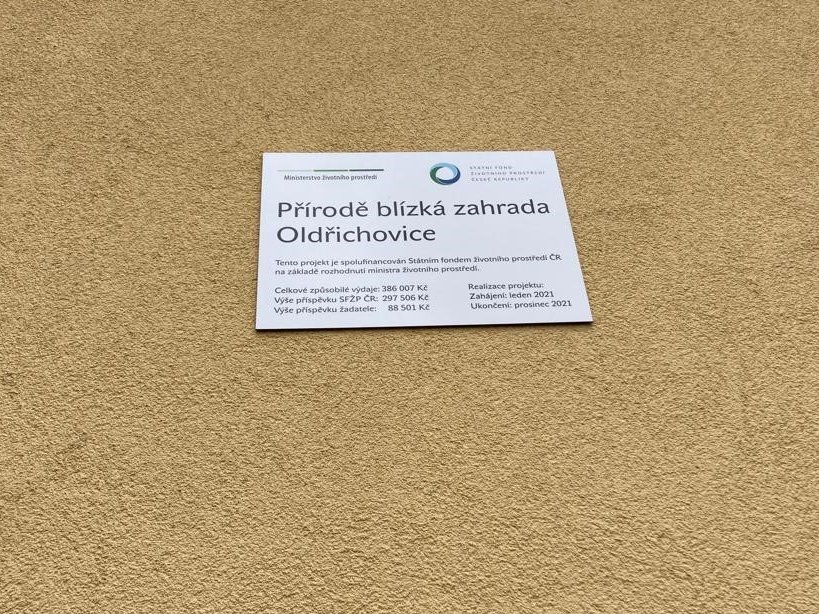 Ministerstvo životního prostředí
STÁTNÍ FOND
ŽIVOTNÍHO PROSTŘEDÍ
ČESKÉ REPUBLIKY
Přírodě blízká zahrada
Oldřichovice
Tento projekt je spolufinancován Státním fondem životního prostředí ČR
na základě rozhodnutí ministra životního prostředí.
Celkové způsobilé výdaje: 386 007 Kč
Výše příspěvku SFŽP ČR: 297 506 Kč
Výše příspěvku žadatele: 88 501 Kč
Realizace projektu:
Zahájení: leden 2021
Ukončení: prosinec 2021